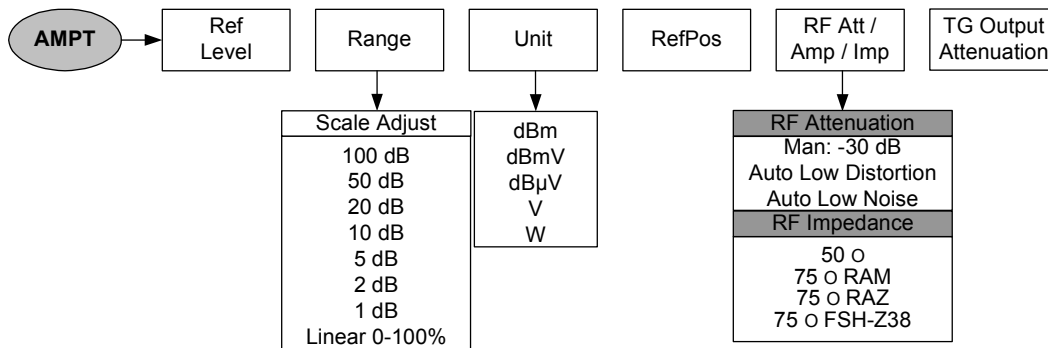 AMPT
Ref
Level
Range
Unit
RefPos
RF Att /
Amp / Imp
TG Output
Attenuation
Scale Adjust
100 dB
50 dB
20 dB
10 dB
5 dB
2 dB
1 dB
Linear 0-100%
dBm
dBmV
dBµV
V
W
RF Attenuation
Man: -30 dB
Auto Low Distortion
Auto Low Noise
RF Impedance
50 O
75 O RAM
75 O RAZ
75 O FSH-Z38